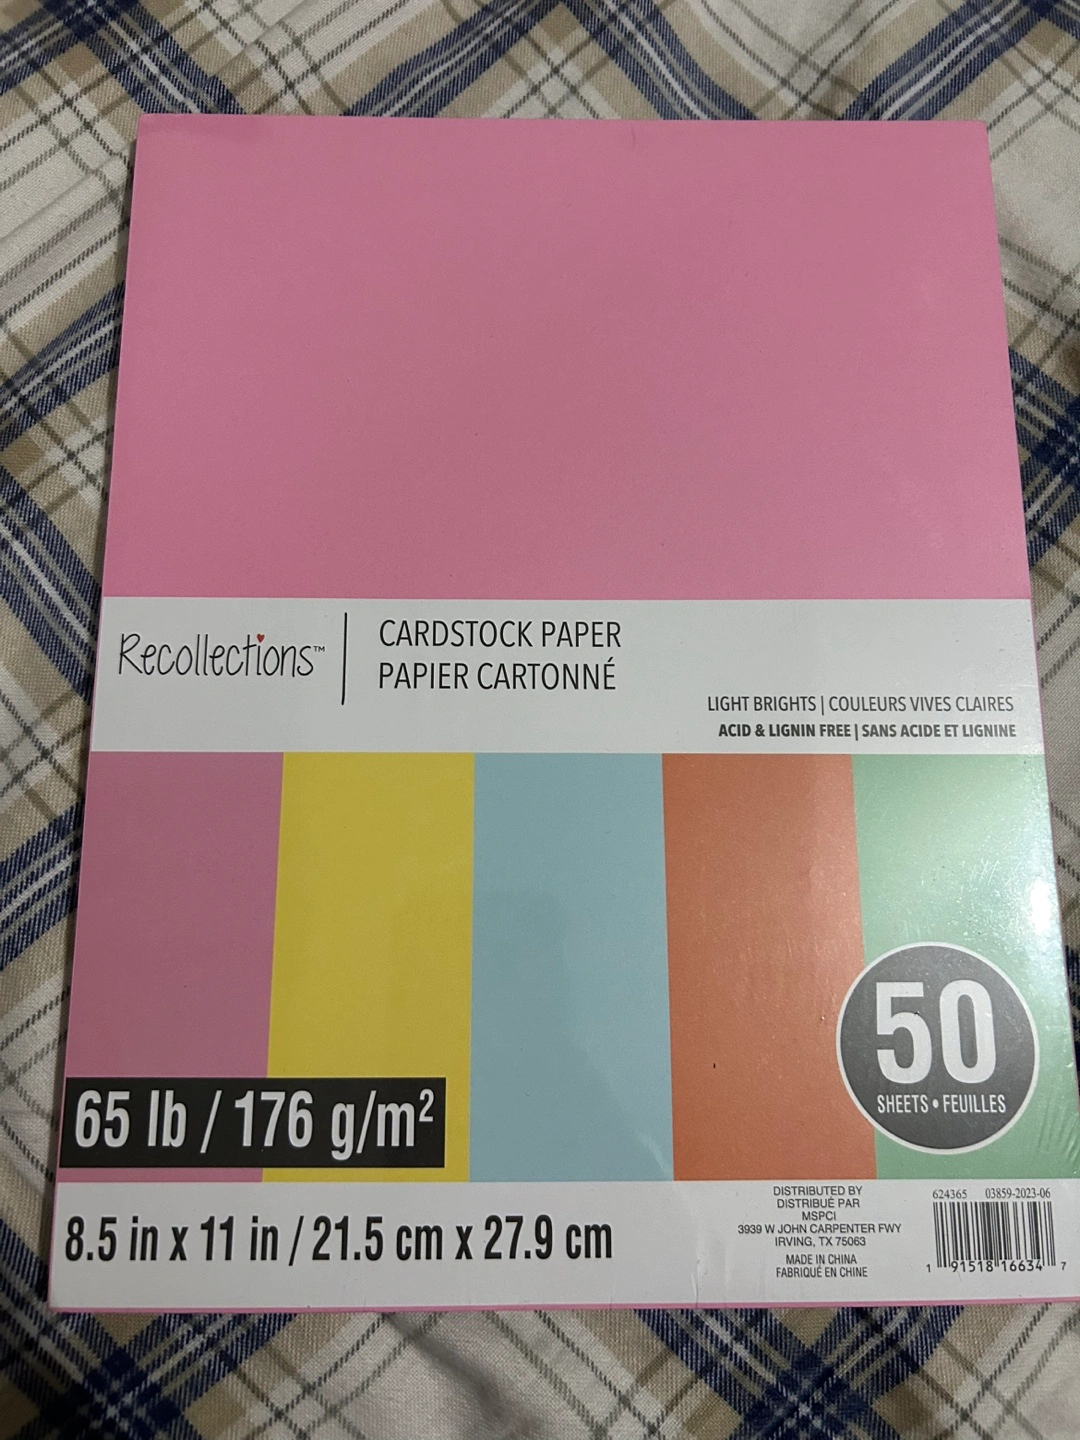 Recollections™
CARDSTOCK PAPER
PAPIER CARTONNÉ
LIGHT BRIGHTS | COULEURS VIVES CLAIRES
ACID & LIGNIN FREE | SANS ACIDE ET LIGNINE
50
SHEETS • FEUILLES
65 lb / 176 g/m²
8.5 in x 11 in / 21.5 cm x 27.9 cm
DISTRIBUTED BY
DISTRIBUÉ PAR
MSPCI
3939 W JOHN CARPENTER FWY
IRVING, TX 75063
MADE IN CHINA
FABRIQUÉ EN CHINE
624365 03859-2023-06
1 91518 16634 7